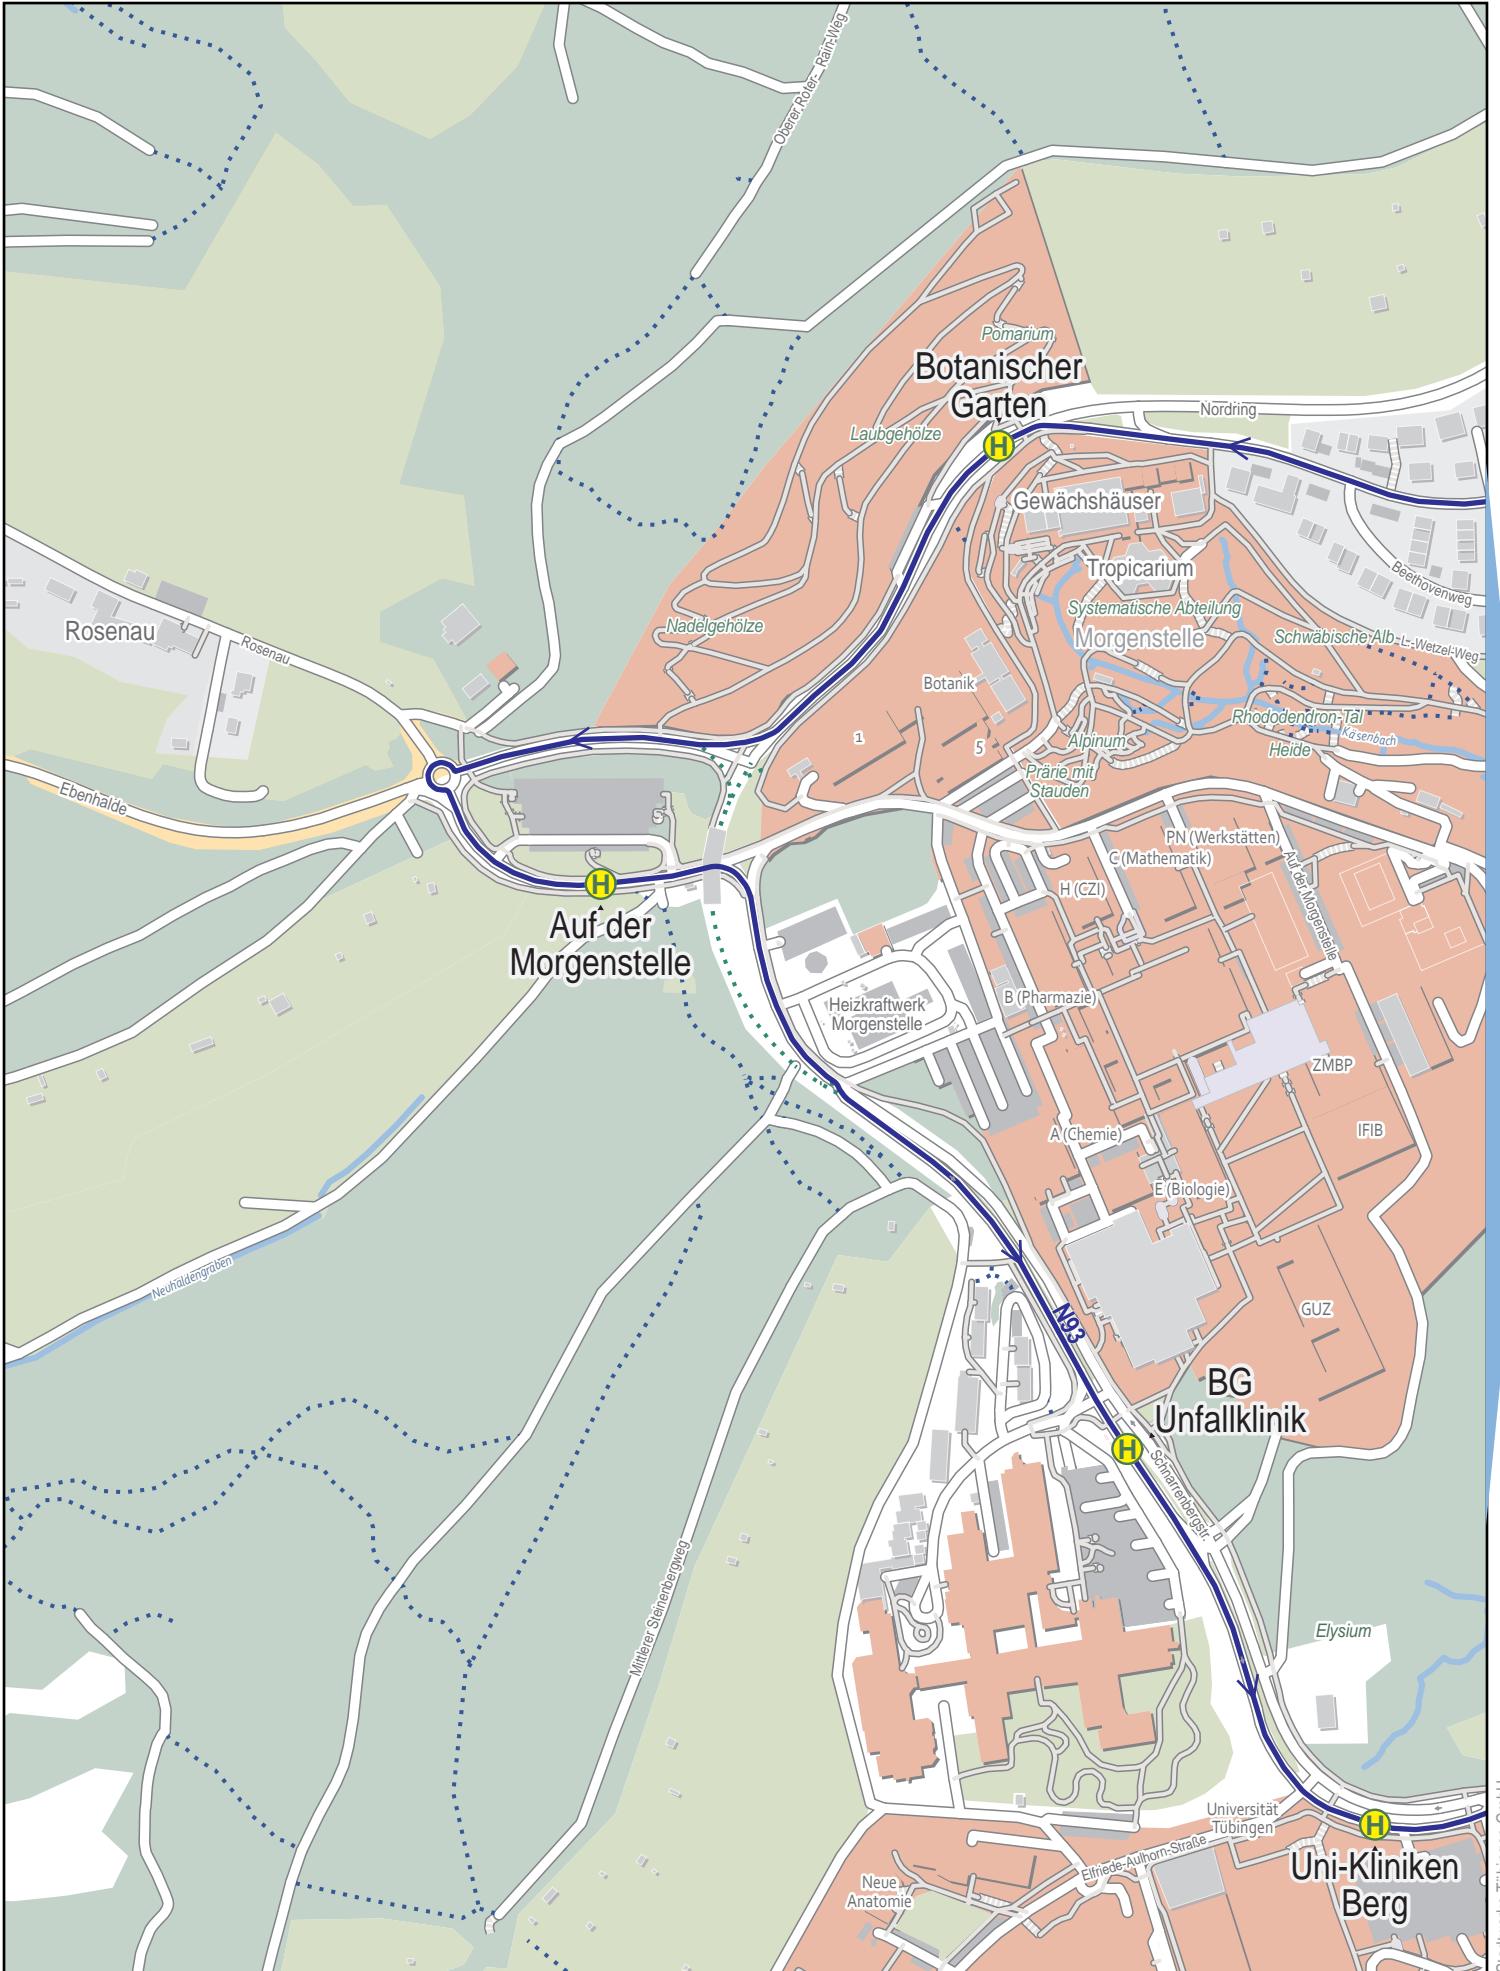 Oberer Roter- Rain-Weg
Pomarium
Botanischer
Garten
Nordring
Laubgehölze
H
Gewächshäuser
Tropicarium
Beethovenweg
Systematische Abteilung
Nadelgehölze
Morgenstelle
Schwäbische Alb
L.-Wetzel-Weg
Rosenau
Rosenau
Botanik
Rhododendron-Tal
Käsenbach
1
5
Alpinum
Heide
Prärie mit
Stauden
Ebenhalde
PN (Werkstätten)
C (Mathematik)
H (CZI)
Auf der Morgenstelle
H
Auf der
Morgenstelle
B (Pharmazie)
Heizkraftwerk
Morgenstelle
ZMBP
A (Chemie)
IFIB
E (Biologie)
Neuhaldengraben
GUZ
N93
BG
Unfallklinik
H
Schnarrenbergstr.
Mittlerer Steinenbergweg
Elysium
Universität
Tübingen
H
Elfriede-Aulhorn-Straße
Uni-Kliniken
Berg
Neue
Anatomie